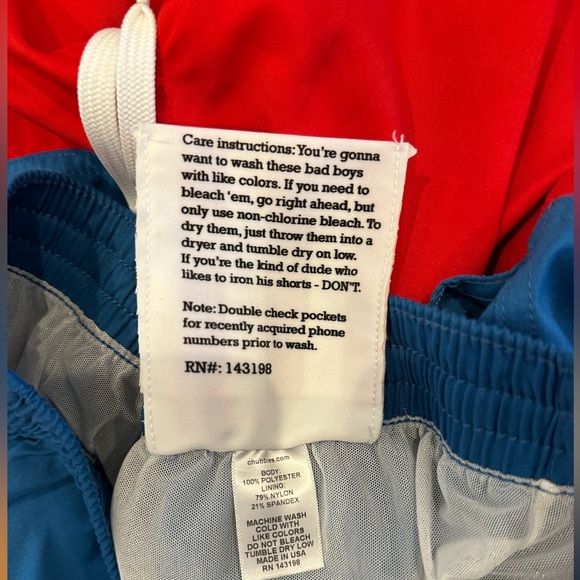 Care instructions: You're gonna
want to wash these bad boys
with like colors. If you need to
bleach 'em, go right ahead, but
only use non-chlorine bleach. To
dry them, just throw them into a
dryer and tumble dry on low.
If you're the kind of dude who
likes to iron his shorts - DON'T.
Note: Double check pockets
for recently acquired phone
numbers prior to wash.
RN#: 143198
chubbies.com
BODY:
100% POLYESTER
LINING:
79% NYLON
21% SPANDEX
MACHINE WASH
COLD WITH
LIKE COLORS
DO NOT BLEACH
TUMBLE DRY LOW
MADE IN USA
RN 143198